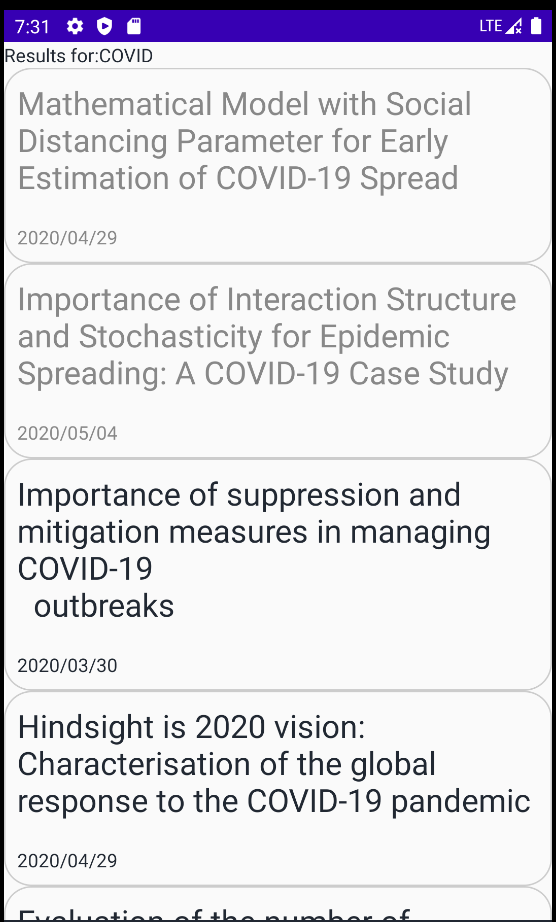 7:31
LTE
Results for:COVID
Mathematical Model with Social
Distancing Parameter for Early
Estimation of COVID-19 Spread
2020/04/29
Importance of Interaction Structure
and Stochasticity for Epidemic
Spreading: A COVID-19 Case Study
2020/05/04
Importance of suppression and
mitigation measures in managing
COVID-19
outbreaks
2020/03/30
Hindsight is 2020 vision:
Characterisation of the global
response to the COVID-19 pandemic
2020/04/29
Evaluation of the number of